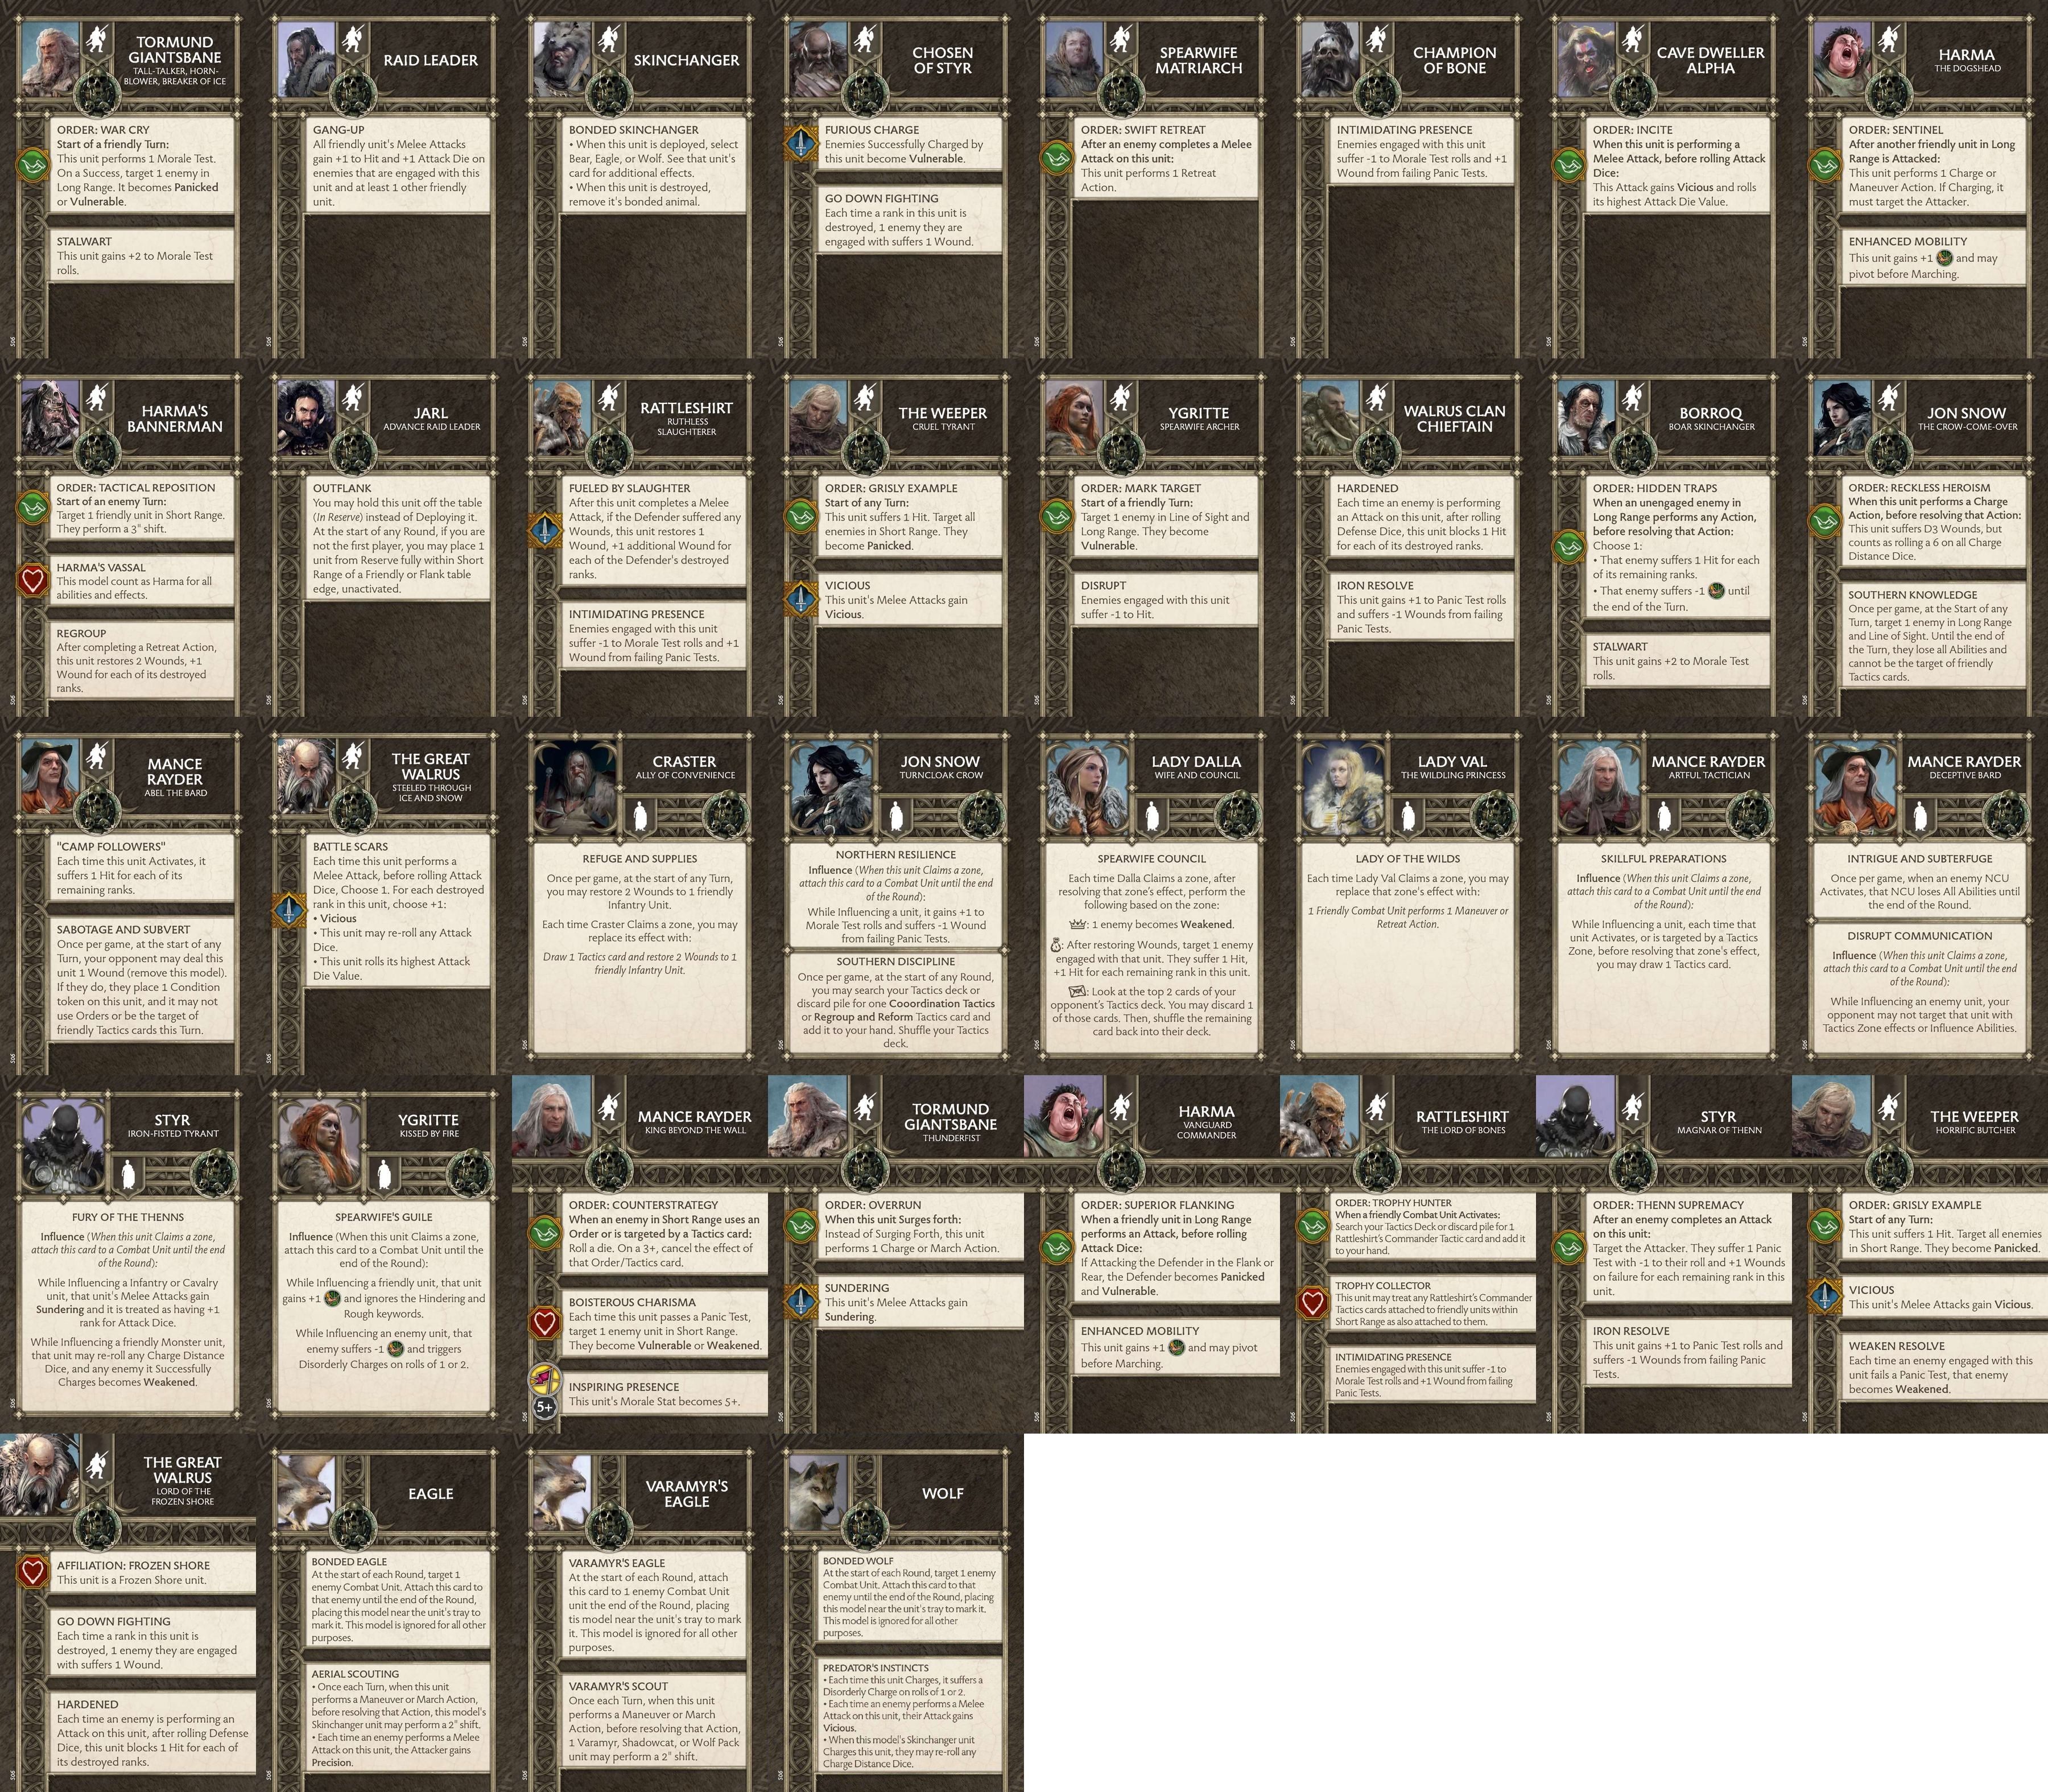 TORMUND
GIANTSBANE
TALL-TALKER, HORN-
BLOWER, BREAKER OF ICE
ORDER: WAR CRY
Start of a friendly Turn:
This unit performs 1 Morale Test.
On a Success, target 1 enemy in
Long Range. It becomes Panicked
or Vulnerable.
STALWART
This unit gains +2 to Morale Test
rolls.
S06
RAID LEADER
GANG-UP
All friendly unit's Melee Attacks
gain +1 to Hit and +1 Attack Die on
enemies that are engaged with this
unit and at least 1 other friendly
unit.
S06
SKINCHANGER
BONDED SKINCHANGER
• When this unit is deployed, select
Bear, Eagle, or Wolf. See that unit's
card for additional effects.
• When this unit is destroyed,
remove it's bonded animal.
S06
CHOSEN
OF STYR
FURIOUS CHARGE
Enemies Successfully Charged by
this unit become Vulnerable.
GO DOWN FIGHTING
Each time a rank in this unit is
destroyed, 1 enemy they are
engaged with suffers 1 Wound.
S06
SPEARWIFE
MATRIARCH
ORDER: SWIFT RETREAT
After an enemy completes a Melee
Attack on this unit:
This unit performs 1 Retreat
Action.
S06
CHAMPION
OF BONE
INTIMIDATING PRESENCE
Enemies engaged with this unit
suffer -1 to Morale Test rolls and +1
Wound from failing Panic Tests.
S06
CAVE DWELLER
ALPHA
ORDER: INCITE
When this unit is performing a
Melee Attack, before rolling Attack
Dice:
This Attack gains Vicious and rolls
its highest Attack Die Value.
S06
HARMA
THE DOGSHEAD
ORDER: SENTINEL
After another friendly unit in Long
Range is Attacked:
This unit performs 1 Charge or
Maneuver Action. If Charging, it
must target the Attacker.
ENHANCED MOBILITY
This unit gains +1 and may
pivot before Marching.
S06
HARMA'S
BANNERMAN
ORDER: TACTICAL REPOSITION
Start of an enemy Turn:
Target 1 friendly unit in Short Range.
They perform a 3" shift.
HARMA'S VASSAL
This model count as Harma for all
abilities and effects.
REGROUP
After completing a Retreat Action,
this unit restores 2 Wounds, +1
Wound for each of its destroyed
ranks.
S06
JARL
ADVANCE RAID LEADER
OUTFLANK
You may hold this unit off the table
(In Reserve) instead of Deploying it.
At the start of any Round, if you are
not the first player, you may place 1
unit from Reserve fully within Short
Range of a Friendly or Flank table
edge, unactivated.
S06
RATTLESHIRT
RUTHLESS
SLAUGHTERER
FUELED BY SLAUGHTER
After this unit completes a Melee
Attack, if the Defender suffered any
Wounds, this unit restores 1
Wound, +1 additional Wound for
each of the Defender's destroyed
ranks.
INTIMIDATING PRESENCE
Enemies engaged with this unit
suffer -1 to Morale Test rolls and +1
Wound from failing Panic Tests.
S06
THE WEEPER
CRUEL TYRANT
ORDER: GRISLY EXAMPLE
Start of any Turn:
This unit suffers 1 Hit. Target all
enemies in Short Range. They
become Panicked.
VICIOUS
This unit's Melee Attacks gain
Vicious.
S06
YGRITTE
SPEARWIFE ARCHER
ORDER: MARK TARGET
Start of a friendly Turn:
Target 1 enemy in Line of Sight and
Long Range. They become
Vulnerable.
DISRUPT
Enemies engaged with this unit
suffer -1 to Hit.
S06
WALRUS CLAN
CHIEFTAIN
HARDENED
Each time an enemy is performing
an Attack on this unit, after rolling
Defense Dice, this unit blocks 1 Hit
for each of its destroyed ranks.
IRON RESOLVE
This unit gains +1 to Panic Test rolls
and suffers -1 Wounds from failing
Panic Tests.
S06
BORROQ
BOAR SKINCHANGER
ORDER: HIDDEN TRAPS
When an unengaged enemy in
Long Range performs any Action,
before resolving that Action:
Choose 1:
• That enemy suffers 1 Hit for each
of its remaining ranks.
• That enemy suffers -1 until
the end of the Turn.
STALWART
This unit gains +2 to Morale Test
rolls.
S06
JON SNOW
THE CROW-COME-OVER
ORDER: RECKLESS HEROISM
When this unit performs a Charge
Action, before resolving that Action:
This unit suffers D3 Wounds, but
counts as rolling a 6 on all Charge
Distance Dice.
SOUTHERN KNOWLEDGE
Once per game, at the Start of any
Turn, target 1 enemy in Long Range
and Line of Sight. Until the end of
the Turn, they lose all Abilities and
cannot be the target of friendly
Tactics cards.
S06
MANCE
RAYDER
ABEL THE BARD
"CAMP FOLLOWERS"
Each time this unit Activates, it
suffers 1 Hit for each of its
remaining ranks.
SABOTAGE AND SUBVERT
Once per game, at the start of any
Turn, your opponent may deal this
unit 1 Wound (remove this model).
If they do, they place 1 Condition
token on this unit, and it may not
use Orders or be the target of
friendly Tactics cards this Turn.
S06
THE GREAT
WALRUS
STEELED THROUGH
ICE AND SNOW
BATTLE SCARS
Each time this unit performs a
Melee Attack, before rolling Attack
Dice, Choose 1. For each destroyed
rank in this unit, choose +1:
• Vicious
• This unit may re-roll any Attack
Dice.
• This unit rolls its highest Attack
Die Value.
S06
CRASTER
ALLY OF CONVENIENCE
REFUGE AND SUPPLIES
Once per game, at the start of any Turn,
you may restore 2 Wounds to 1 friendly
Infantry Unit.
Each time Craster Claims a zone, you may
replace its effect with:
Draw 1 Tactics card and restore 2 Wounds to 1
friendly Infantry Unit.
S06
JON SNOW
TURNCLOAK CROW
NORTHERN RESILIENCE
Influence (When this unit Claims a zone,
attach this card to a Combat Unit until the end
of the Round):
While Influencing a unit, it gains +1 to
Morale Test rolls and suffers -1 Wound
from failing Panic Tests.
SOUTHERN DISCIPLINE
Once per game, at the start of any Round,
you may search your Tactics deck or
discard pile for one Cooordination Tactics
or Regroup and Reform Tactics card and
add it to your hand. Shuffle your Tactics
deck.
S06
LADY DALLA
WIFE AND COUNCIL
SPEARWIFE COUNCIL
Each time Dalla Claims a zone, after
resolving that zone's effect, perform the
following based on the zone:
: 1 enemy becomes Weakened.
: After restoring Wounds, target 1 enemy
engaged with that unit. They suffer 1 Hit,
+1 Hit for each remaining rank in this unit.
: Look at the top 2 cards of your
opponent's Tactics deck. You may discard 1
of those cards. Then, shuffle the remaining
card back into their deck.
S06
LADY VAL
THE WILDLING PRINCESS
LADY OF THE WILDS
Each time Lady Val Claims a zone, you may
replace that zone's effect with:
1 Friendly Combat Unit performs 1 Maneuver or
Retreat Action.
S06
MANCE RAYDER
ARTFUL TACTICIAN
SKILLFUL PREPARATIONS
Influence (When this unit Claims a zone,
attach this card to a Combat Unit until the end
of the Round):
While Influencing a unit, each time that
unit Activates, or is targeted by a Tactics
Zone, before resolving that zone's effect,
you may draw 1 Tactics card.
S06
MANCE RAYDER
DECEPTIVE BARD
INTRIGUE AND SUBTERFUGE
Once per game, when an enemy NCU
Activates, that NCU loses All Abilities until
the end of the Round.
DISRUPT COMMUNICATION
Influence (When this unit Claims a zone,
attach this card to a Combat Unit until the end
of the Round):
While Influencing an enemy unit, your
opponent may not target that unit with
Tactics Zone effects or Influence Abilities.
S06
STYR
IRON-FISTED TYRANT
FURY OF THE THENNS
Influence (When this unit Claims a zone,
attach this card to a Combat Unit until the end
of the Round):
While Influencing a Infantry or Cavalry
unit, that unit's Melee Attacks gain
Sundering and it is treated as having +1
rank for Attack Dice.
While Influencing a friendly Monster unit,
that unit may re-roll any Charge Distance
Dice, and any enemy it Successfully
Charges becomes Weakened.
S06
YGRITTE
KISSED BY FIRE
SPEARWIFE'S GUILE
Influence (When this unit Claims a zone,
attach this card to a Combat Unit until the
end of the Round):
While Influencing a friendly unit, that unit
gains +1 and ignores the Hindering and
Rough keywords.
While Influencing an enemy unit, that
enemy suffers -1 and triggers
Disorderly Charges on rolls of 1 or 2.
S06
MANCE RAYDER
KING BEYOND THE WALL
ORDER: COUNTERSTRATEGY
When an enemy in Short Range uses an
Order or is targeted by a Tactics card:
Roll a die. On a 3+, cancel the effect of
that Order/Tactics card.
BOISTEROUS CHARISMA
Each time this unit passes a Panic Test,
target 1 enemy unit in Short Range.
They become Vulnerable or Weakened.
5+
INSPIRING PRESENCE
This unit's Morale Stat becomes 5+.
S06
TORMUND
GIANTSBANE
THUNDERFIST
ORDER: OVERRUN
When this unit Surges forth:
Instead of Surging Forth, this unit
performs 1 Charge or March Action.
SUNDERING
This unit's Melee Attacks gain
Sundering.
S06
HARMA
VANGUARD
COMMANDER
ORDER: SUPERIOR FLANKING
When a friendly unit in Long Range
performs an Attack, before rolling
Attack Dice:
If Attacking the Defender in the Flank or
Rear, the Defender becomes Panicked
and Vulnerable.
ENHANCED MOBILITY
This unit gains +1 and may pivot
before Marching.
S06
RATTLESHIRT
THE LORD OF BONES
ORDER: TROPHY HUNTER
When a friendly Combat Unit Activates:
Search your Tactics Deck or discard pile for 1
Rattleshirt's Commander Tactic card and add it
to your hand.
TROPHY COLLECTOR
This unit may treat any Rattleshirt's Commander
Tactics cards attached to friendly units within
Short Range as also attached to them.
INTIMIDATING PRESENCE
Enemies engaged with this unit suffer -1 to
Morale Test rolls and +1 Wound from failing
Panic Tests.
S06
STYR
MAGNAR OF THENN
ORDER: THENN SUPREMACY
After an enemy completes an Attack
on this unit:
Target the Attacker. They suffer 1 Panic
Test with -1 to their roll and +1 Wounds
on failure for each remaining rank in this
unit.
IRON RESOLVE
This unit gains +1 to Panic Test rolls and
suffers -1 Wounds from failing Panic
Tests.
S06
THE WEEPER
HORRIFIC BUTCHER
ORDER: GRISLY EXAMPLE
Start of any Turn:
This unit suffers 1 Hit. Target all enemies
in Short Range. They become Panicked.
VICIOUS
This unit's Melee Attacks gain Vicious.
WEAKEN RESOLVE
Each time an enemy engaged with this
unit fails a Panic Test, that enemy
becomes Weakened.
S06
THE GREAT
WALRUS
LORD OF THE
FROZEN SHORE
AFFILIATION: FROZEN SHORE
This unit is a Frozen Shore unit.
GO DOWN FIGHTING
Each time a rank in this unit is
destroyed, 1 enemy they are engaged
with suffers 1 Wound.
HARDENED
Each time an enemy is performing an
Attack on this unit, after rolling Defense
Dice, this unit blocks 1 Hit for each of
its destroyed ranks.
S06
EAGLE
BONDED EAGLE
At the start of each Round, target 1
enemy Combat Unit. Attach this card to
that enemy until the end of the Round,
placing this model near the unit's tray to
mark it. This model is ignored for all other
purposes.
AERIAL SCOUTING
• Once each Turn, when this unit
performs a Maneuver or March Action,
before resolving that Action, this model's
Skinchanger unit may perform a 2" shift.
• Each time an enemy performs a Melee
Attack on this unit, the Attacker gains
Precision.
S06
VARAMYR'S
EAGLE
VARAMYR'S EAGLE
At the start of each Round, attach
this card to 1 enemy Combat Unit
unit the end of the Round, placing
tis model near the unit's tray to mark
it. This model is ignored for all other
purposes.
VARAMYR'S SCOUT
Once each Turn, when this unit
performs a Maneuver or March
Action, before resolving that Action,
1 Varamyr, Shadowcat, or Wolf Pack
unit may perform a 2" shift.
S06
WOLF
BONDED WOLF
At the start of each Round, target 1 enemy
Combat Unit. Attach this card to that
enemy until the end of the Round, placing
this model near the unit's tray to mark it.
This model is ignored for all other
purposes.
PREDATOR'S INSTINCTS
• Each time this unit Charges, it suffers a
Disorderly Charge on rolls of 1 or 2.
• Each time an enemy performs a Melee
Attack on this unit, their Attack gains
Vicious.
• When this model's Skinchanger unit
Charges this unit, they may re-roll any
Charge Distance Dice.
S06